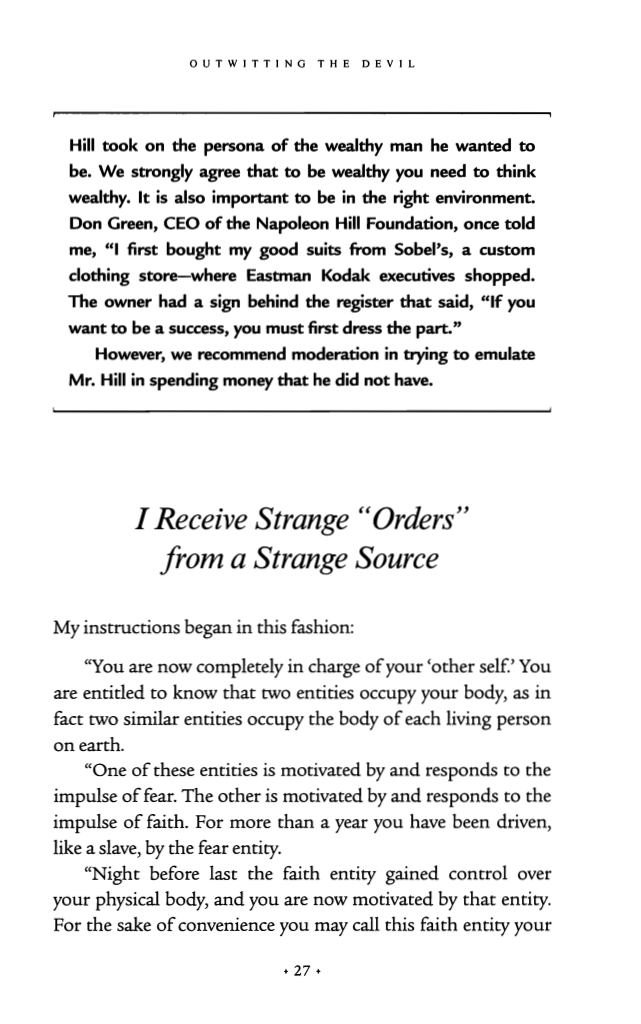 OUTWITTING THE DEVIL
Hill took on the persona of the wealthy man he wanted to
be. We strongly agree that to be wealthy you need to think
wealthy. It is also important to be in the right environment.
Don Green, CEO of the Napoleon Hill Foundation, once told
me, “I first bought my good suits from Sobel's, a custom
clothing store—where Eastman Kodak executives shopped.
The owner had a sign behind the register that said, “If you
want to be a success, you must first dress the part.”
However, we recommend moderation in trying to emulate
Mr. Hill in spending money that he did not have.
I Receive Strange “Orders”
from a Strange Source
My instructions began in this fashion:
“You are now completely in charge of your ‘other self.’ You
are entitled to know that two entities occupy your body, as in
fact two similar entities occupy the body of each living person
on earth.
“One of these entities is motivated by and responds to the
impulse of fear. The other is motivated by and responds to the
impulse of faith. For more than a year you have been driven,
like a slave, by the fear entity.
“Night before last the faith entity gained control over
your physical body, and you are now motivated by that entity.
For the sake of convenience you may call this faith entity your
• 27 •